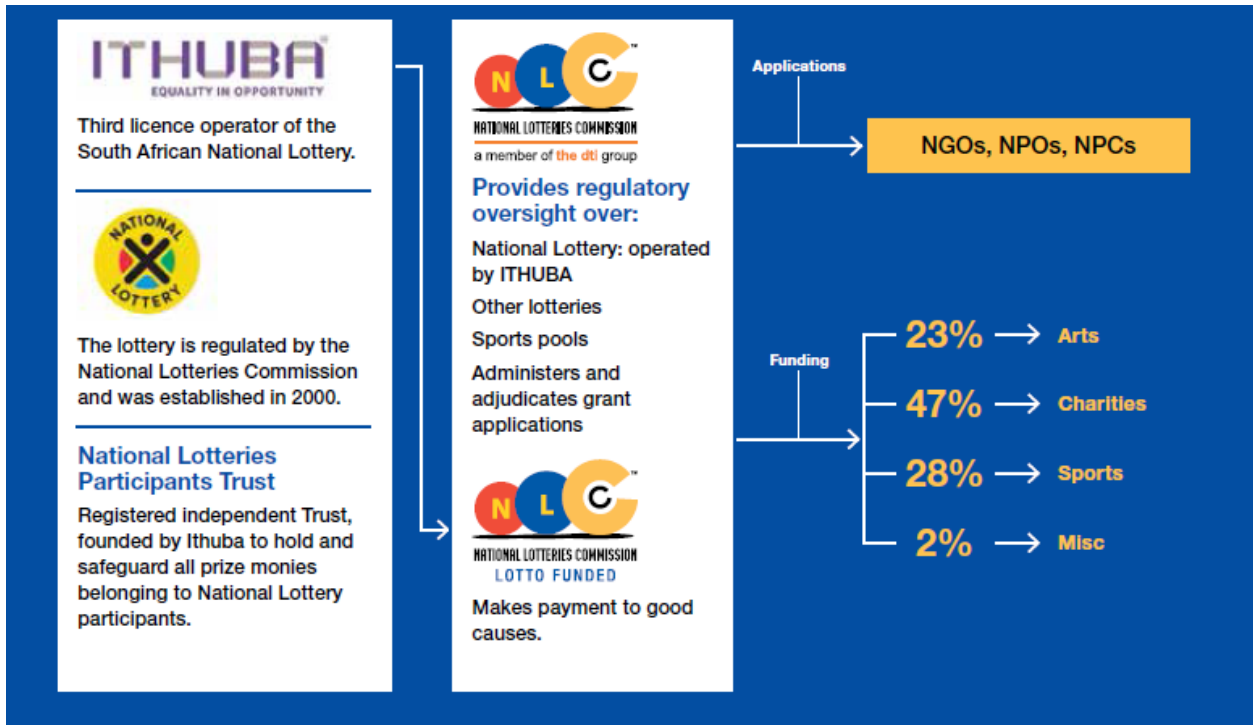 ITHUBA
EQUALITY IN OPPORTUNITY
Third licence operator of the
South African National Lottery.
NATIONAL
LOTTERY
The lottery is regulated by the
National Lotteries Commission
and was established in 2000.
National Lotteries
Participants Trust
Registered independent Trust,
founded by Ithuba to hold and
safeguard all prize monies
belonging to National Lottery
participants.
N L C ™
NATIONAL LOTTERIES COMMISSION
a member of the dti group
Provides regulatory
oversight over:
National Lottery: operated
by ITHUBA
Other lotteries
Sports pools
Administers and
adjudicates grant
applications
N L C ™
NATIONAL LOTTERIES COMMISSION
LOTTO FUNDED
Makes payment to good
causes.
Applications
NGOs, NPOs, NPCs
Funding
23% Arts
47% Charities
28% Sports
2% Misc